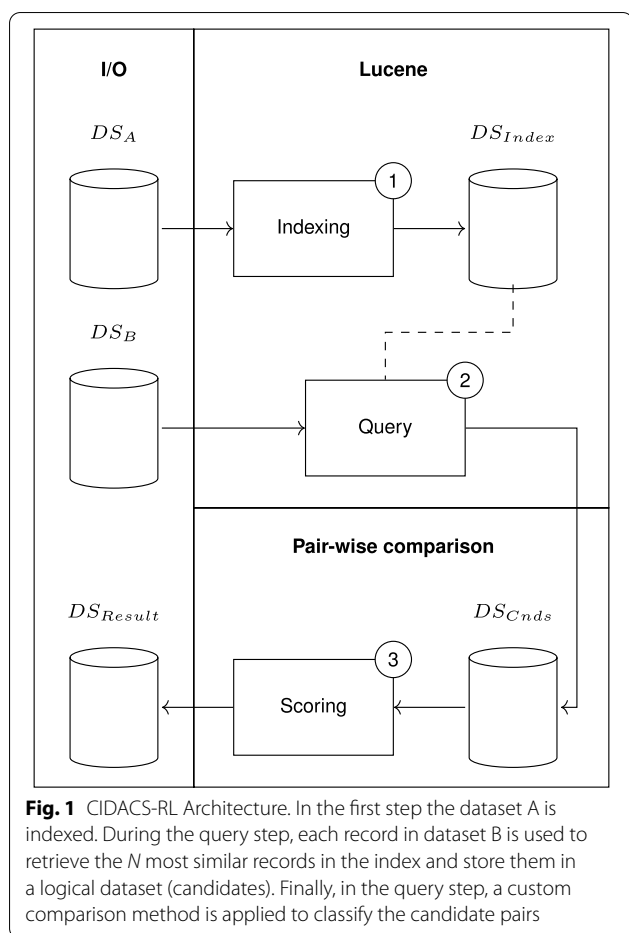 I/O
Lucene
DS_A
DS_Index
1
Indexing
DS_B
2
Query
Pair-wise comparison
DS_Result
DS_Cnds
3
Scoring
Fig. 1 CIDACS-RL Architecture. In the first step the dataset A is
indexed. During the query step, each record in dataset B is used to
retrieve the N most similar records in the index and store them in
a logical dataset (candidates). Finally, in the query step, a custom
comparison method is applied to classify the candidate pairs